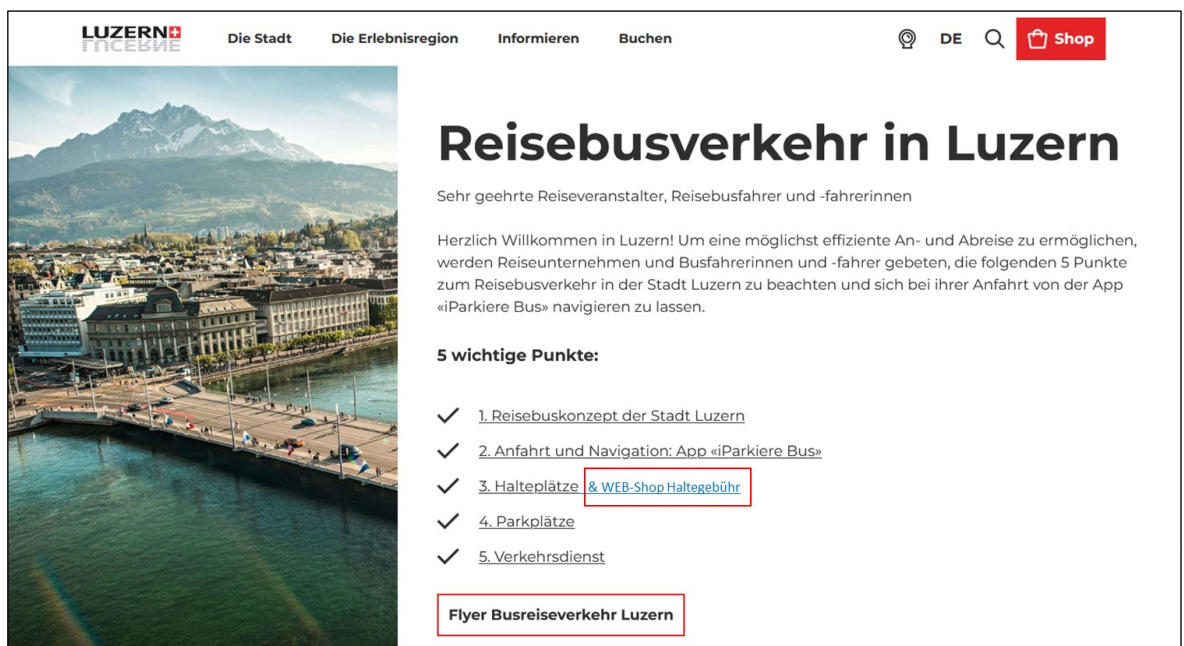 LUZERN
LUCERNE
Die Stadt
Die Erlebnisregion
Informieren
Buchen
DE
Shop
Reisebusverkehr in Luzern
Sehr geehrte Reiseveranstalter, Reisebusfahrer und -fahrerinnen
Herzlich Willkommen in Luzern! Um eine möglichst effiziente An- und Abreise zu ermöglichen,
werden Reiseunternehmen und Busfahrerinnen und -fahrer gebeten, die folgenden 5 Punkte
zum Reisebusverkehr in der Stadt Luzern zu beachten und sich bei ihrer Anfahrt von der App
«iParkiere Bus» navigieren zu lassen.
5 wichtige Punkte:
1. Reisebuskonzept der Stadt Luzern
2. Anfahrt und Navigation: App «iParkiere Bus»
3. Halteplätze & WEB-Shop Haltegebühr
4. Parkplätze
5. Verkehrsdienst
Flyer Busreiseverkehr Luzern